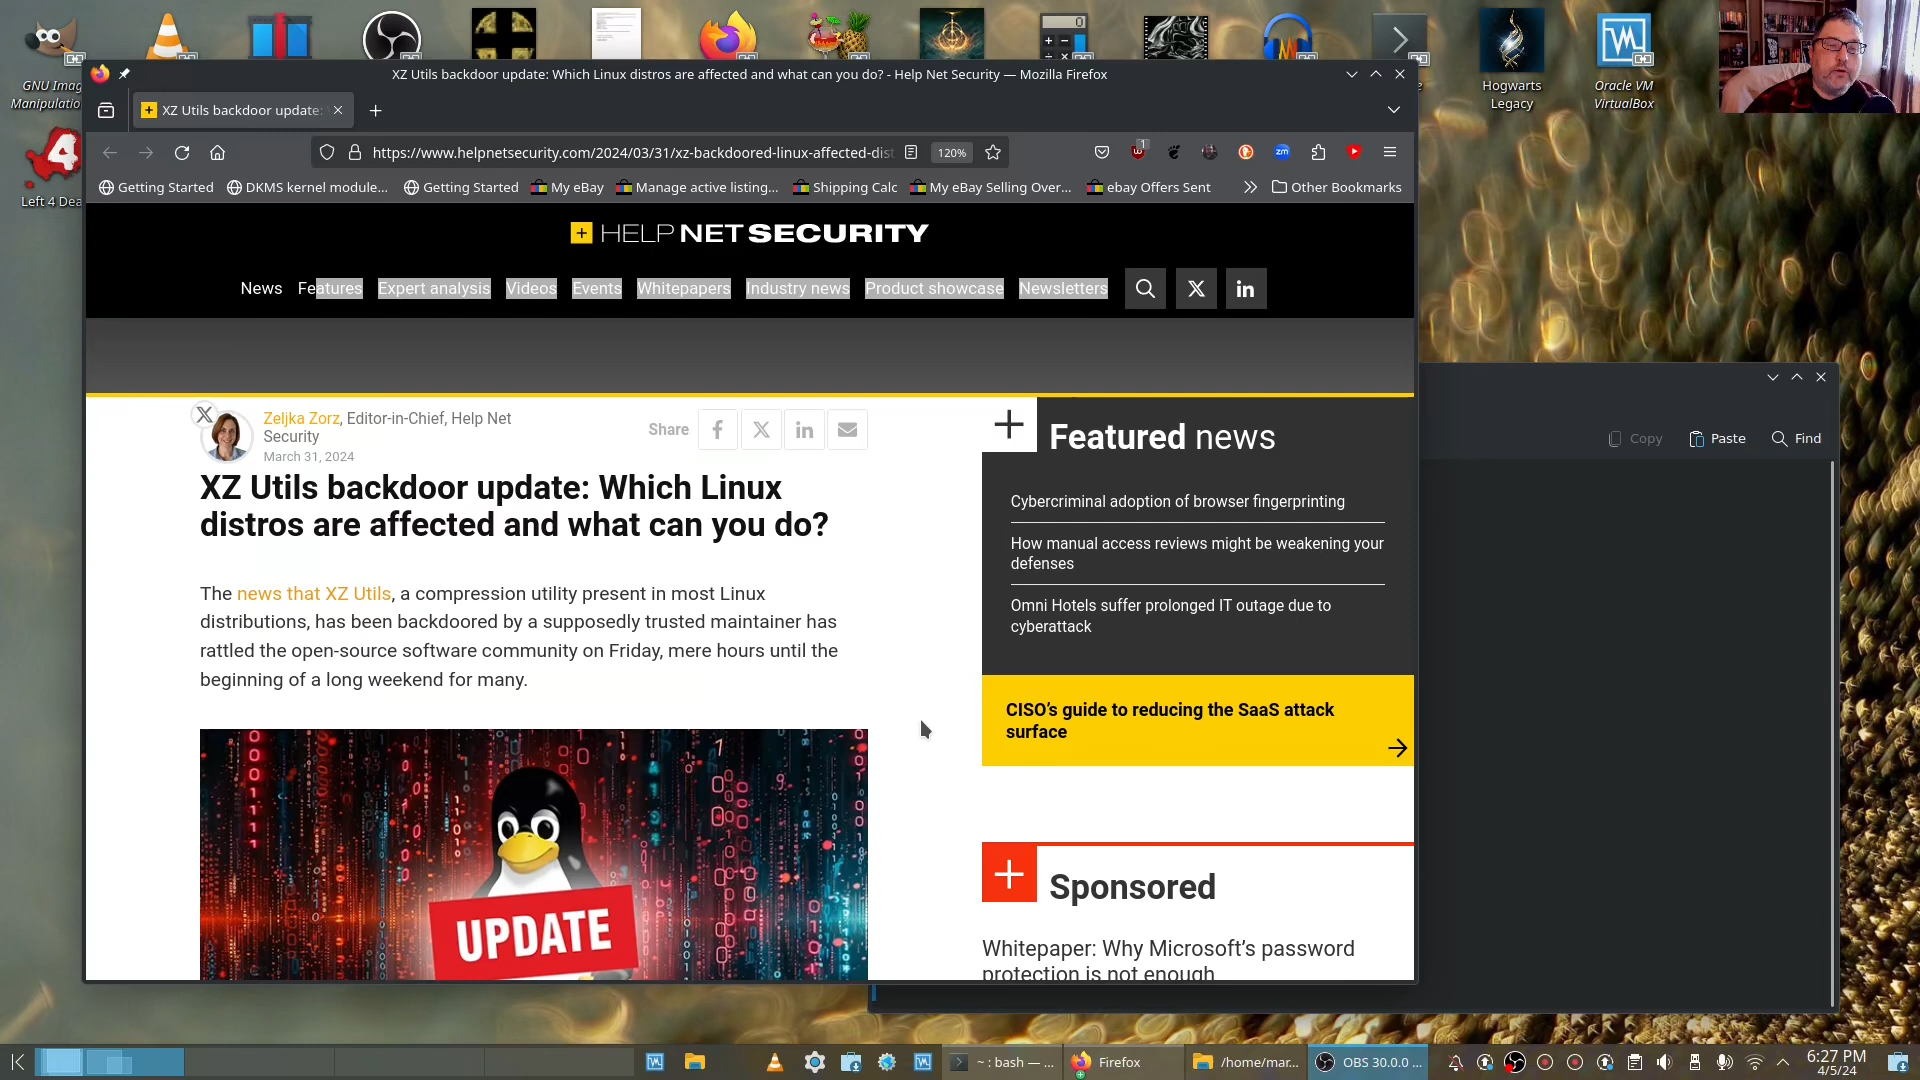 GNU Imag
Manipulatio
Left 4 Dea
Hogwarts
Legacy
Oracle VM
VirtualBox
XZ Utils backdoor update: Which Linux distros are affected and what can you do? - Help Net Security — Mozilla Firefox
XZ Utils backdoor update:
https://www.helpnetsecurity.com/2024/03/31/xz-backdoored-linux-affected-dist
120%
1
zm
Getting Started
DKMS kernel module...
Getting Started
My eBay
Manage active listing...
Shipping Calc
My eBay Selling Over...
ebay Offers Sent
Other Bookmarks
HELP NET SECURITY
News
Features
Expert analysis
Videos
Events
Whitepapers
Industry news
Product showcase
Newsletters
Zeljka Zorz, Editor-in-Chief, Help Net
Security
March 31, 2024
Share
XZ Utils backdoor update: Which Linux
distros are affected and what can you do?
The news that XZ Utils, a compression utility present in most Linux
distributions, has been backdoored by a supposedly trusted maintainer has
rattled the open-source software community on Friday, mere hours until the
beginning of a long weekend for many.
UPDATE
Featured news
Cybercriminal adoption of browser fingerprinting
How manual access reviews might be weakening your
defenses
Omni Hotels suffer prolonged IT outage due to
cyberattack
CISO's guide to reducing the SaaS attack
surface
Sponsored
Whitepaper: Why Microsoft's password
protection is not enough
Copy
Paste
Find
~ : bash — ...
Firefox
/home/mar...
OBS 30.0.0 ...
6:27 PM
4/5/24